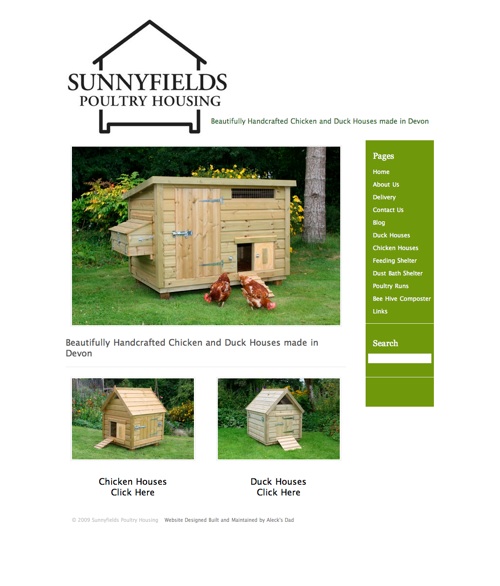 SUNNYFIELDS
POULTRY HOUSING
Beautifully Handcrafted Chicken and Duck Houses made in Devon
Pages
Home
About Us
Delivery
Contact Us
Blog
Duck Houses
Chicken Houses
Feeding Shelter
Dust Bath Shelter
Poultry Runs
Bee Hive Composter
Links
Search
Beautifully Handcrafted Chicken and Duck Houses made in
Devon
Chicken Houses
Click Here
Duck Houses
Click Here
© 2009 Sunnyfields Poultry Housing Website Designed Built and Maintained by Aleck's Dad